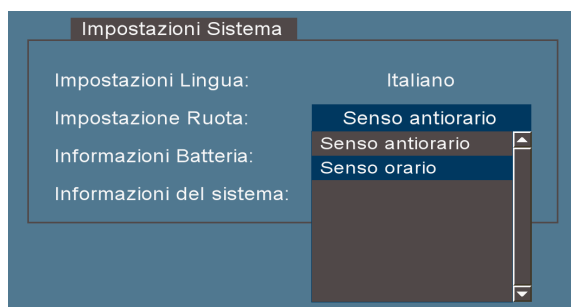 Impostazioni Sistema
Impostazioni Lingua: Italiano
Impostazione Ruota: Senso antiorario
Senso antiorario
Informazioni Batteria:
Senso orario
Informazioni del sistema: